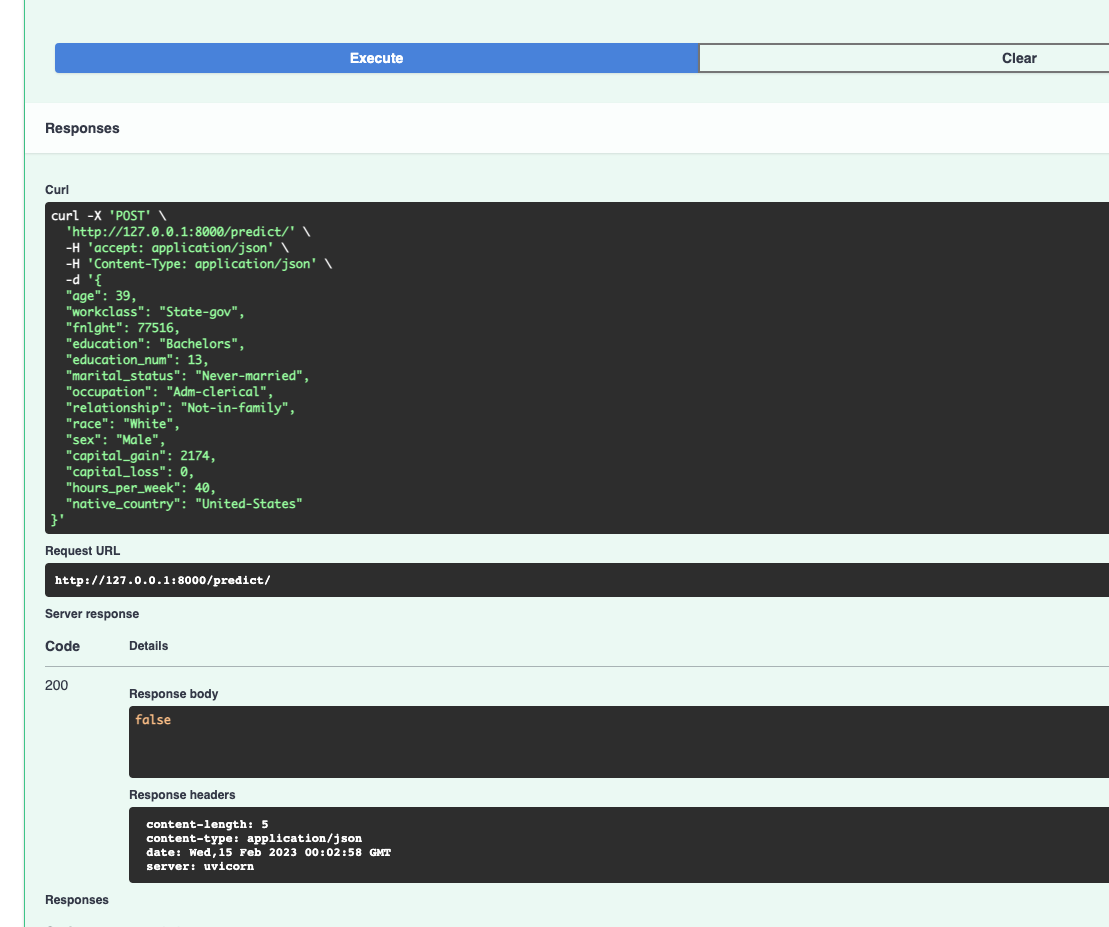 Execute
Clear
Responses
Curl
curl -X 'POST' \
  'http://127.0.0.1:8000/predict/' \
  -H 'accept: application/json' \
  -H 'Content-Type: application/json' \
  -d '{
  "age": 39,
  "workclass": "State-gov",
  "fnlght": 77516,
  "education": "Bachelors",
  "education_num": 13,
  "marital_status": "Never-married",
  "occupation": "Adm-clerical",
  "relationship": "Not-in-family",
  "race": "White",
  "sex": "Male",
  "capital_gain": 2174,
  "capital_loss": 0,
  "hours_per_week": 40,
  "native_country": "United-States"
}'
Request URL
http://127.0.0.1:8000/predict/
Server response
Code Details
200
Response body
false
Response headers
content-length: 5
content-type: application/json
date: Wed,15 Feb 2023 00:02:58 GMT
server: uvicorn
Responses